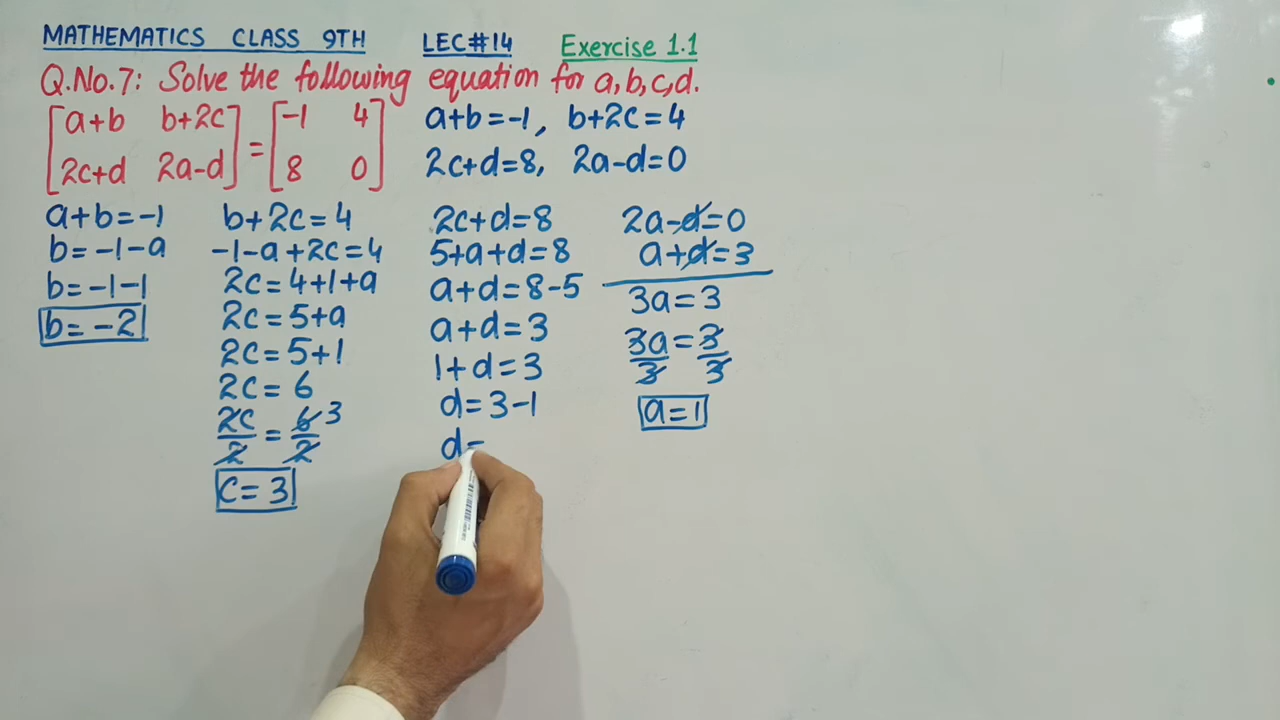 MATHEMATICS CLASS 9TH LEC#14 Exercise 1.1
Q.No.7: Solve the following equation for a,b,c,d.
[a+b b+2c] = [-1 4] a+b=-1, b+2c=4
[2c+d 2a-d] [8 0] 2c+d=8, 2a-d=0
a+b=-1
b=-1-a
b=-1-1
b=-2
b+2c=4
-1-a+2c=4
2c=4+1+a
2c=5+a
2c=5+1
2c=6
2c/2 = 6/2 3
c=3
2c+d=8
5+a+d=8
a+d=8-5
a+d=3
1+d=3
d=3-1
d=
2a-d=0
a+d=3
3a=3
3a/3=3/3
a=1